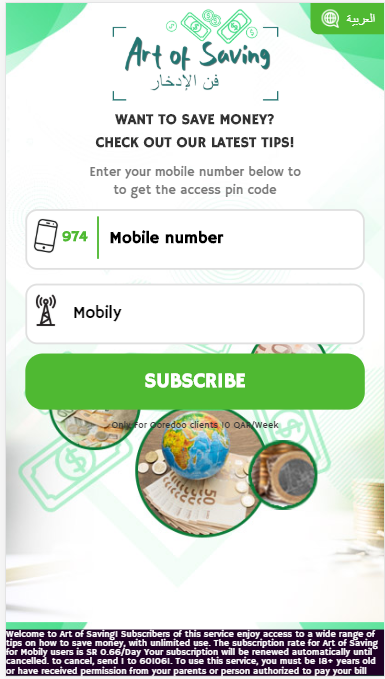 العربية
Art of Saving
فن الإدخار
WANT TO SAVE MONEY?
CHECK OUT OUR LATEST TIPS!
Enter your mobile number below to
to get the access pin code
974 Mobile number
Mobily
SUBSCRIBE
Only for Ooredoo clients 10 QAR/Week
50
Welcome to Art of Saving! Subscribers of this service enjoy access to a wide range of
tips on how to save money, with unlimited use. The subscription rate for Art of Saving
for Mobily users is SR 0.66/Day Your subscription will be renewed automatically until
cancelled. to cancel, send 1 to 601061. To use this service, you must be 18+ years old
or have received permission from your parents or person authorized to pay your bill